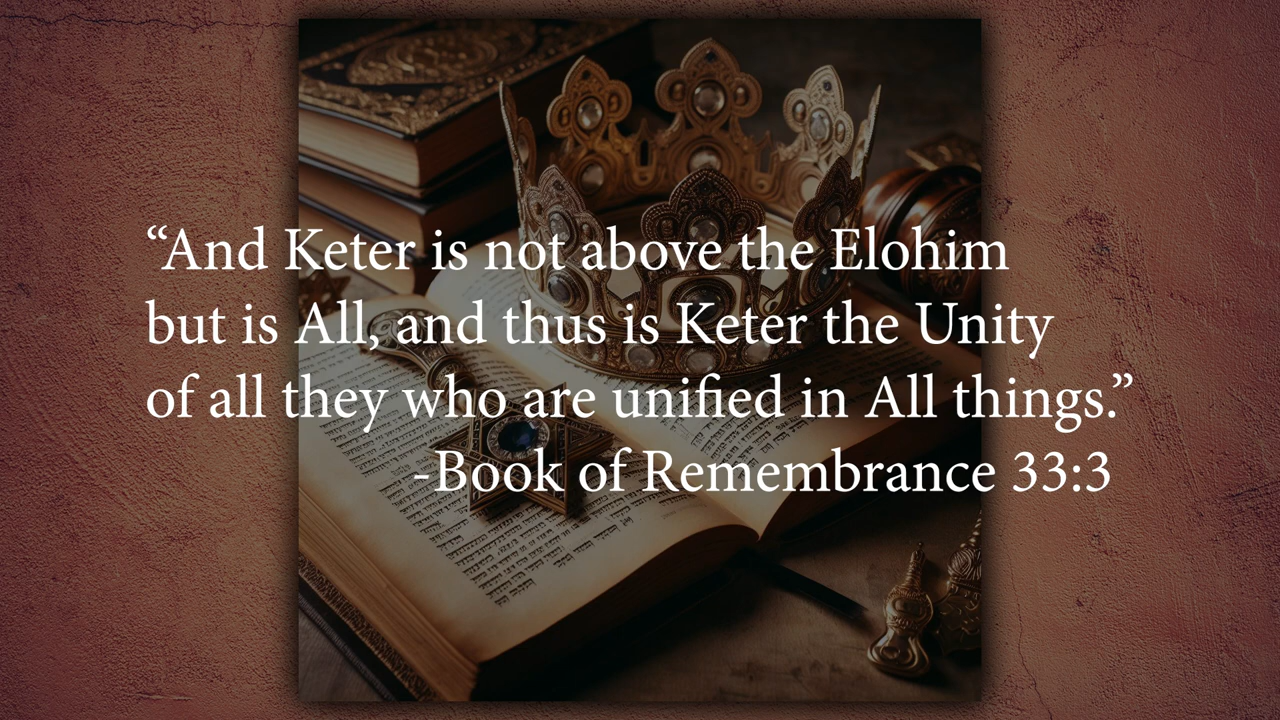 “And Keter is not above the Elohim
but is All, and thus is Keter the Unity
of all they who are unified in All things.”
-Book of Remembrance 33:3